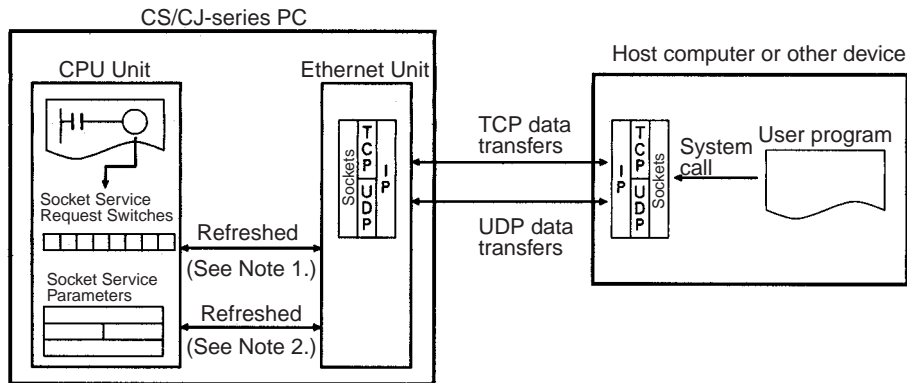 CS/CJ-series PC
CPU Unit
Ethernet Unit
Host computer or other device
Socket Service
Request Switches
Socket Service
Parameters
Refreshed
(See Note 1.)
Refreshed
(See Note 2.)
Sockets
TCP
UDP
IP
TCP data
transfers
UDP data
transfers
IP
TCP
UDP
Sockets
System
call
User program